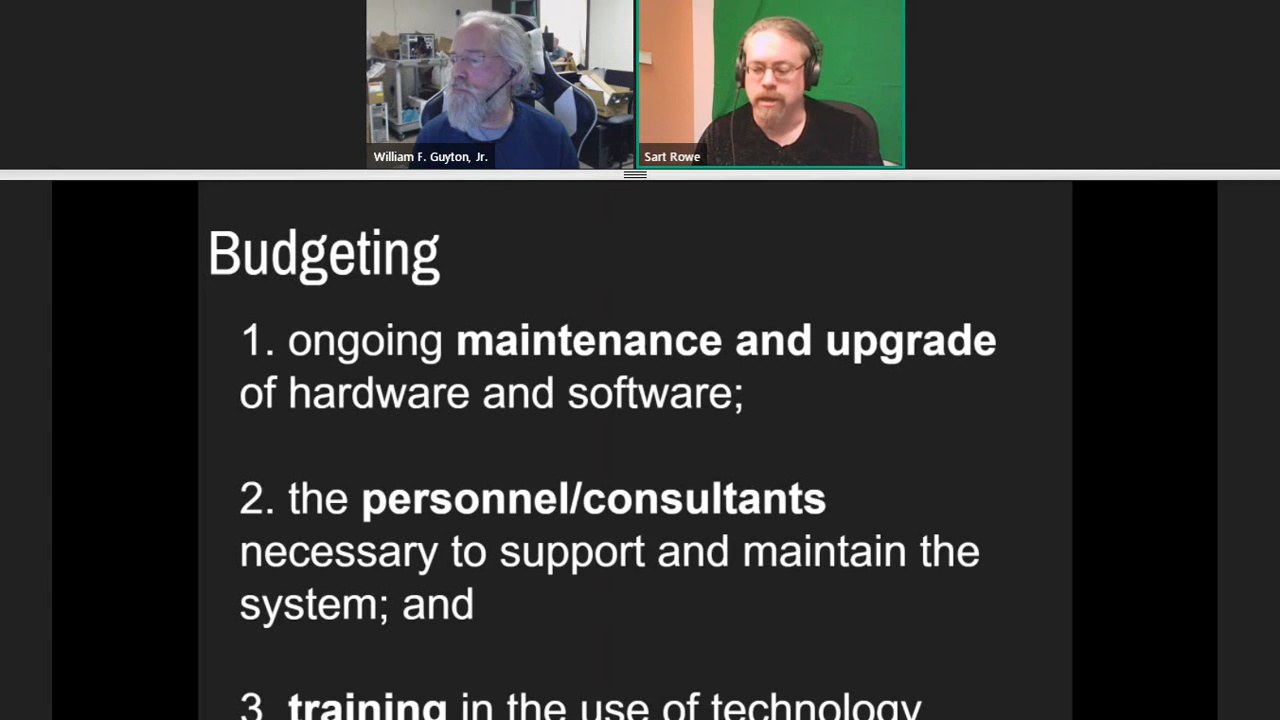 William F. Guyton, Jr.
Sart Rowe
Budgeting
1. ongoing maintenance and upgrade
of hardware and software;
2. the personnel/consultants
necessary to support and maintain the
system; and
3. training in the use of technology